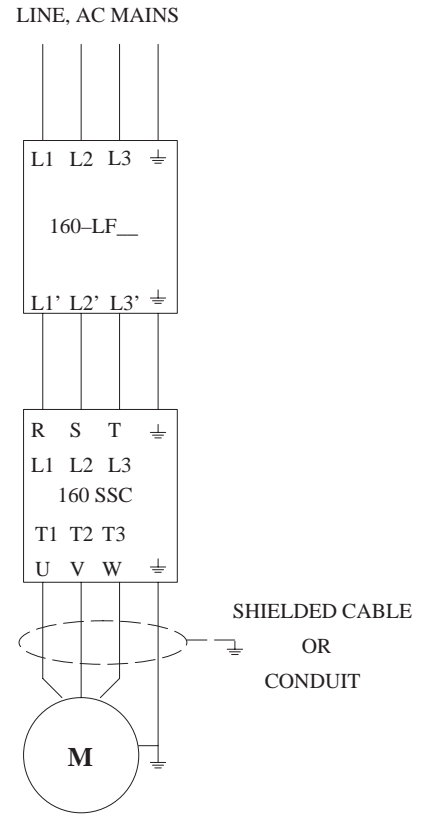 LINE, AC MAINS
L1 L2 L3
160–LF__
L1’ L2’ L3’
R S T
L1 L2 L3
160 SSC
T1 T2 T3
U V W
SHIELDED CABLE
OR
CONDUIT
M